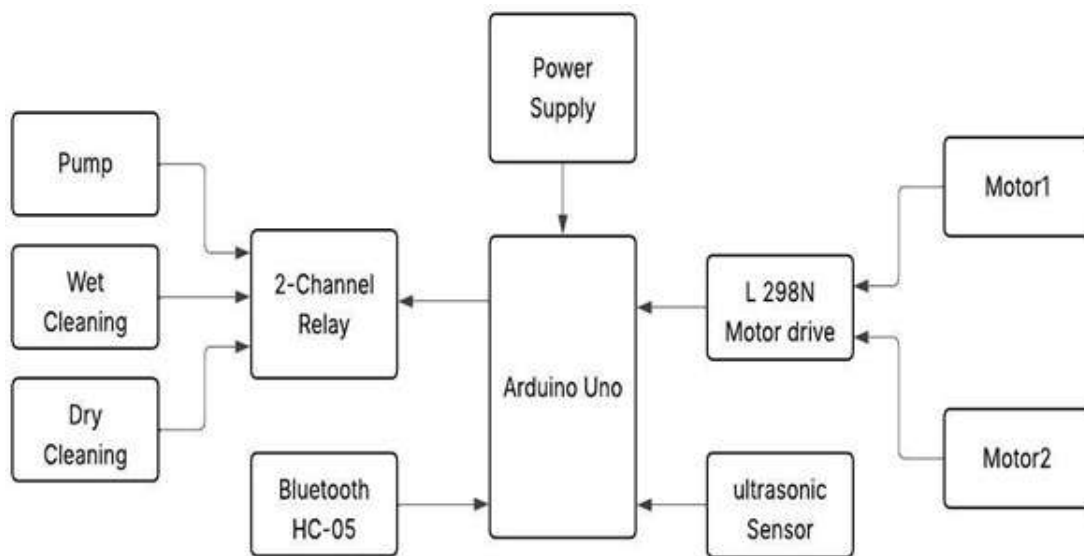 Power
Supply
Pump
Motor1
Wet
Cleaning
2-Channel
Relay
L 298N
Motor drive
Arduino Uno
Dry
Cleaning
Bluetooth
HC-05
ultrasonic
Sensor
Motor2